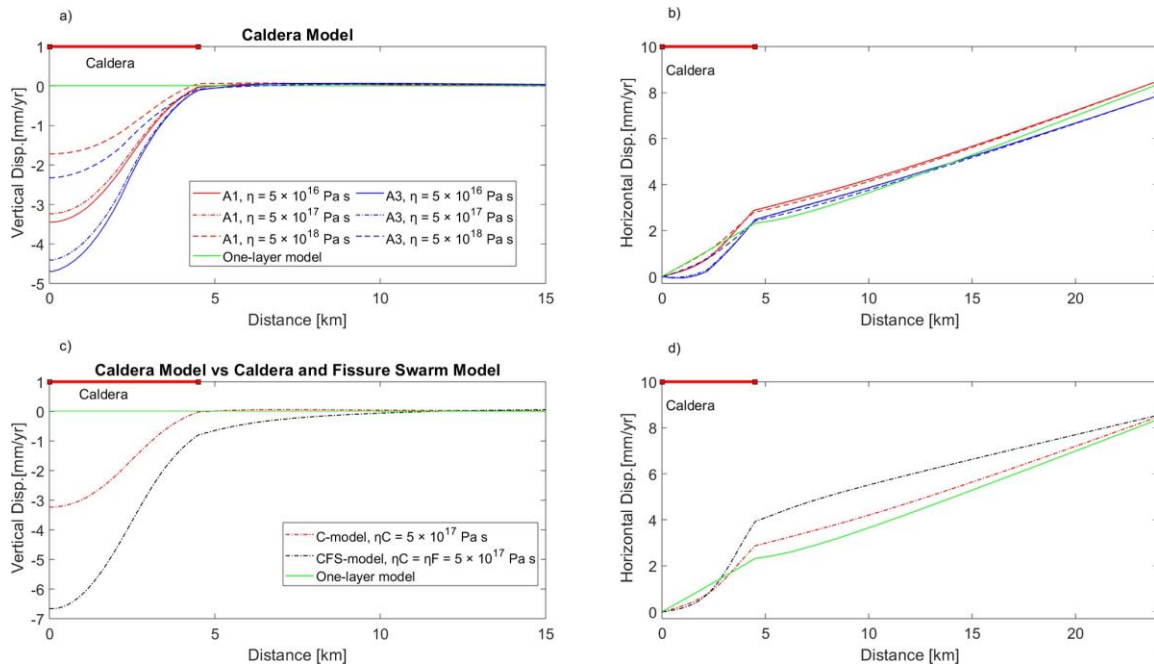 a)
Caldera Model
1
0
-1
-2
-3
-4
-5
Vertical Disp.[mm/yr]
Caldera
A1, η = 5 × 10^16 Pa s
A1, η = 5 × 10^17 Pa s
A1, η = 5 × 10^18 Pa s
One-layer model
A3, η = 5 × 10^16 Pa s
A3, η = 5 × 10^17 Pa s
A3, η = 5 × 10^18 Pa s
0 5 10 15
Distance [km]
b)
10
8
6
4
2
0
Horizontal Disp.[mm/yr]
Caldera
0 5 10 15 20
Distance [km]
c)
Caldera Model vs Caldera and Fissure Swarm Model
1
0
-1
-2
-3
-4
-5
-6
-7
Vertical Disp.[mm/yr]
Caldera
C-model, ηC = 5 × 10^17 Pa s
CFS-model, ηC = ηF = 5 × 10^17 Pa s
One-layer model
0 5 10 15
Distance [km]
d)
10
8
6
4
2
0
Horizontal Disp.[mm/yr]
Caldera
0 5 10 15 20
Distance [km]